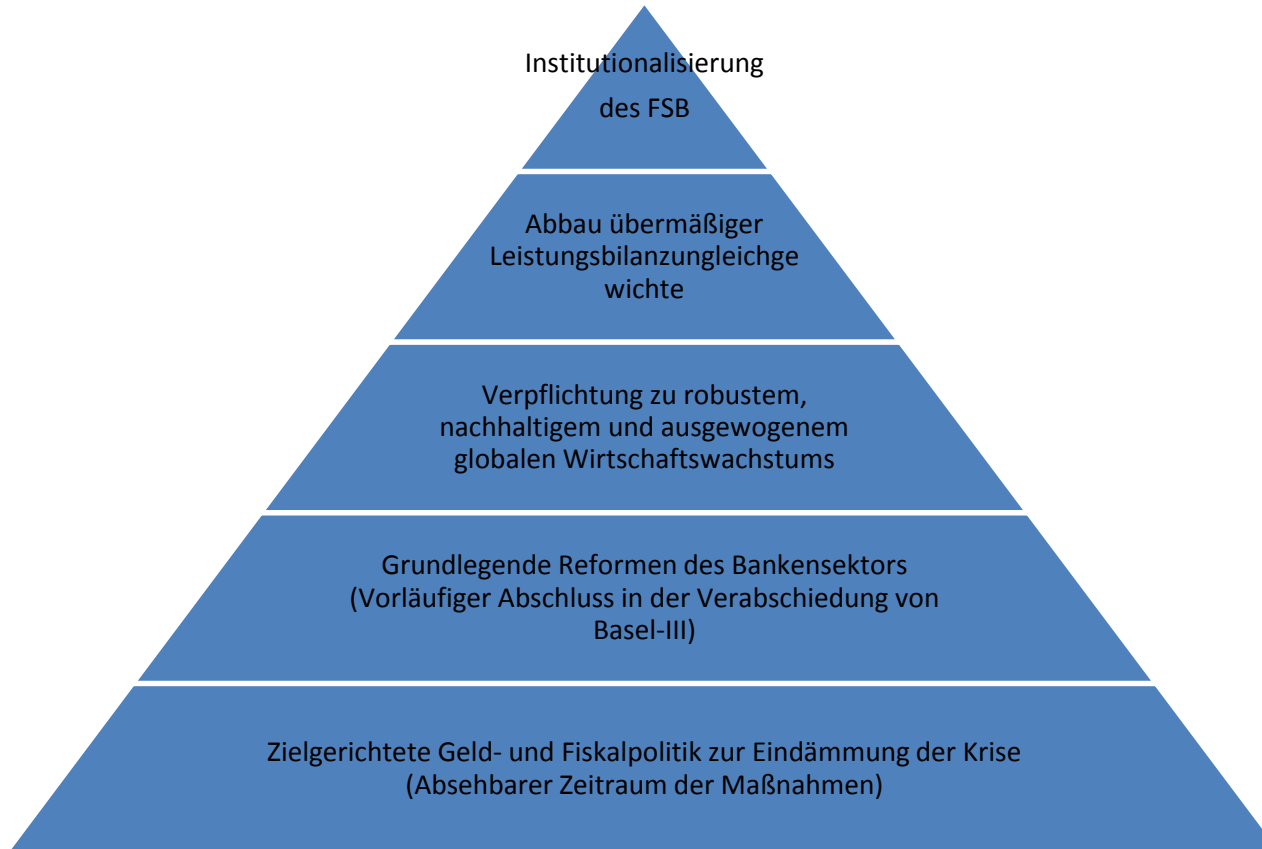 Institutionalisierung
des FSB
Abbau übermäßiger
Leistungsbilanzungleichge
wichte
Verpflichtung zu robustem,
nachhaltigem und ausgewogenem
globalen Wirtschaftswachstums
Grundlegende Reformen des Bankensektors
(Vorläufiger Abschluss in der Verabschiedung von
Basel-III)
Zielgerichtete Geld- und Fiskalpolitik zur Eindämmung der Krise
(Absehbarer Zeitraum der Maßnahmen)